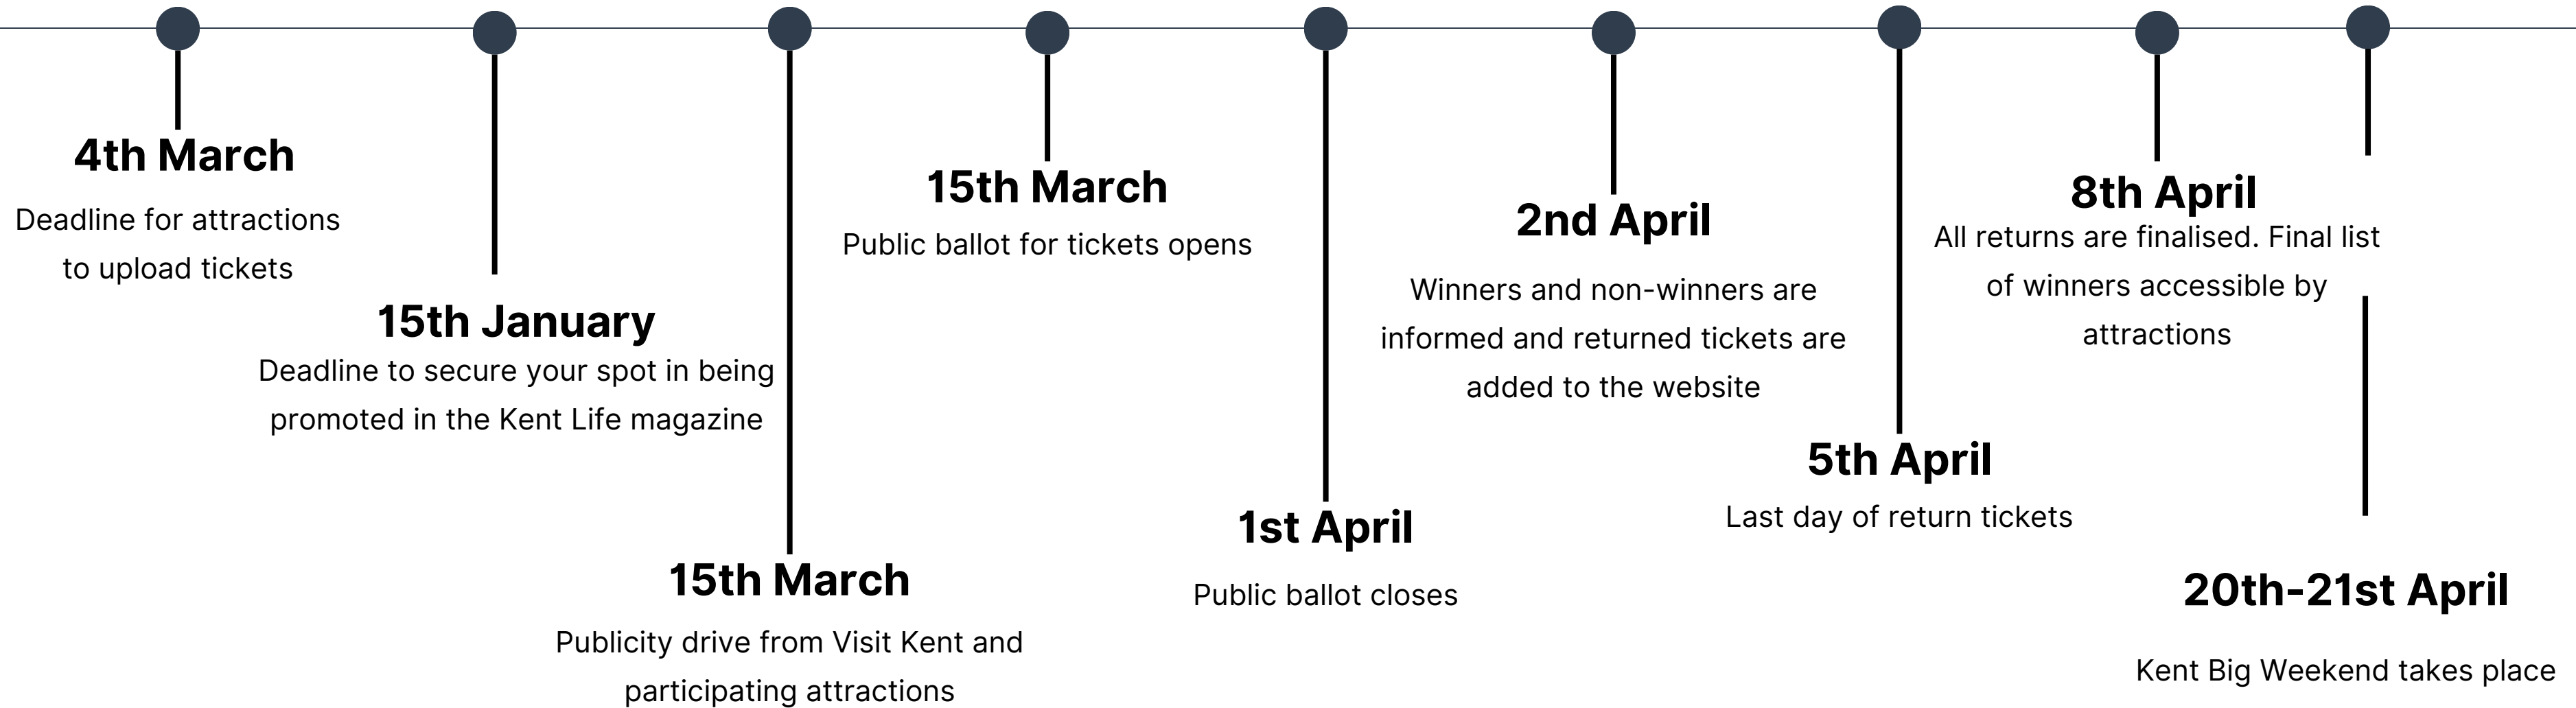 4th March
Deadline for attractions
to upload tickets
15th January
Deadline to secure your spot in being
promoted in the Kent Life magazine
15th March
Publicity drive from Visit Kent and
participating attractions
15th March
Public ballot for tickets opens
1st April
Public ballot closes
2nd April
Winners and non-winners are
informed and returned tickets are
added to the website
5th April
Last day of return tickets
8th April
All returns are finalised. Final list
of winners accessible by
attractions
20th-21st April
Kent Big Weekend takes place